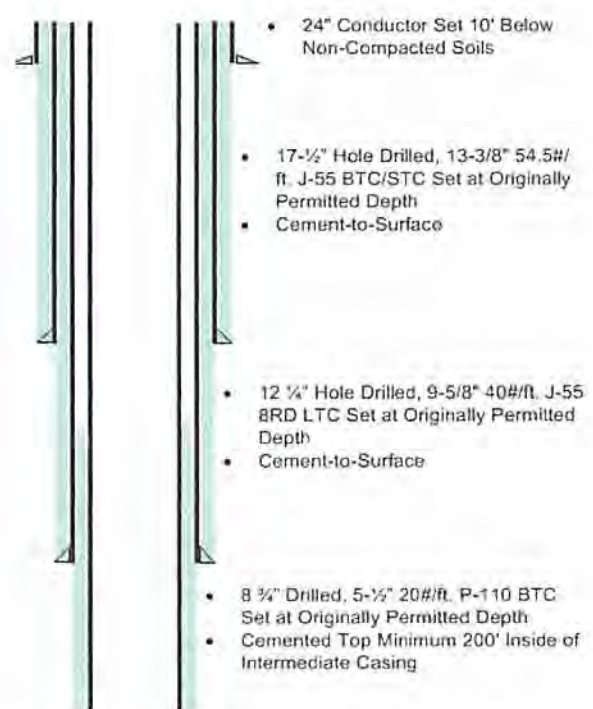 • 24" Conductor Set 10' Below
Non-Compacted Soils
• 17-½" Hole Drilled, 13-3/8" 54.5#/
ft. J-55 BTC/STC Set at Originally
Permitted Depth
• Cement-to-Surface
• 12 ¼" Hole Drilled, 9-5/8" 40#/ft. J-55
8RD LTC Set at Originally Permitted
Depth
• Cement-to-Surface
• 8 ¾" Drilled, 5-½" 20#/ft. P-110 BTC
Set at Originally Permitted Depth
• Cemented Top Minimum 200' Inside of
Intermediate Casing